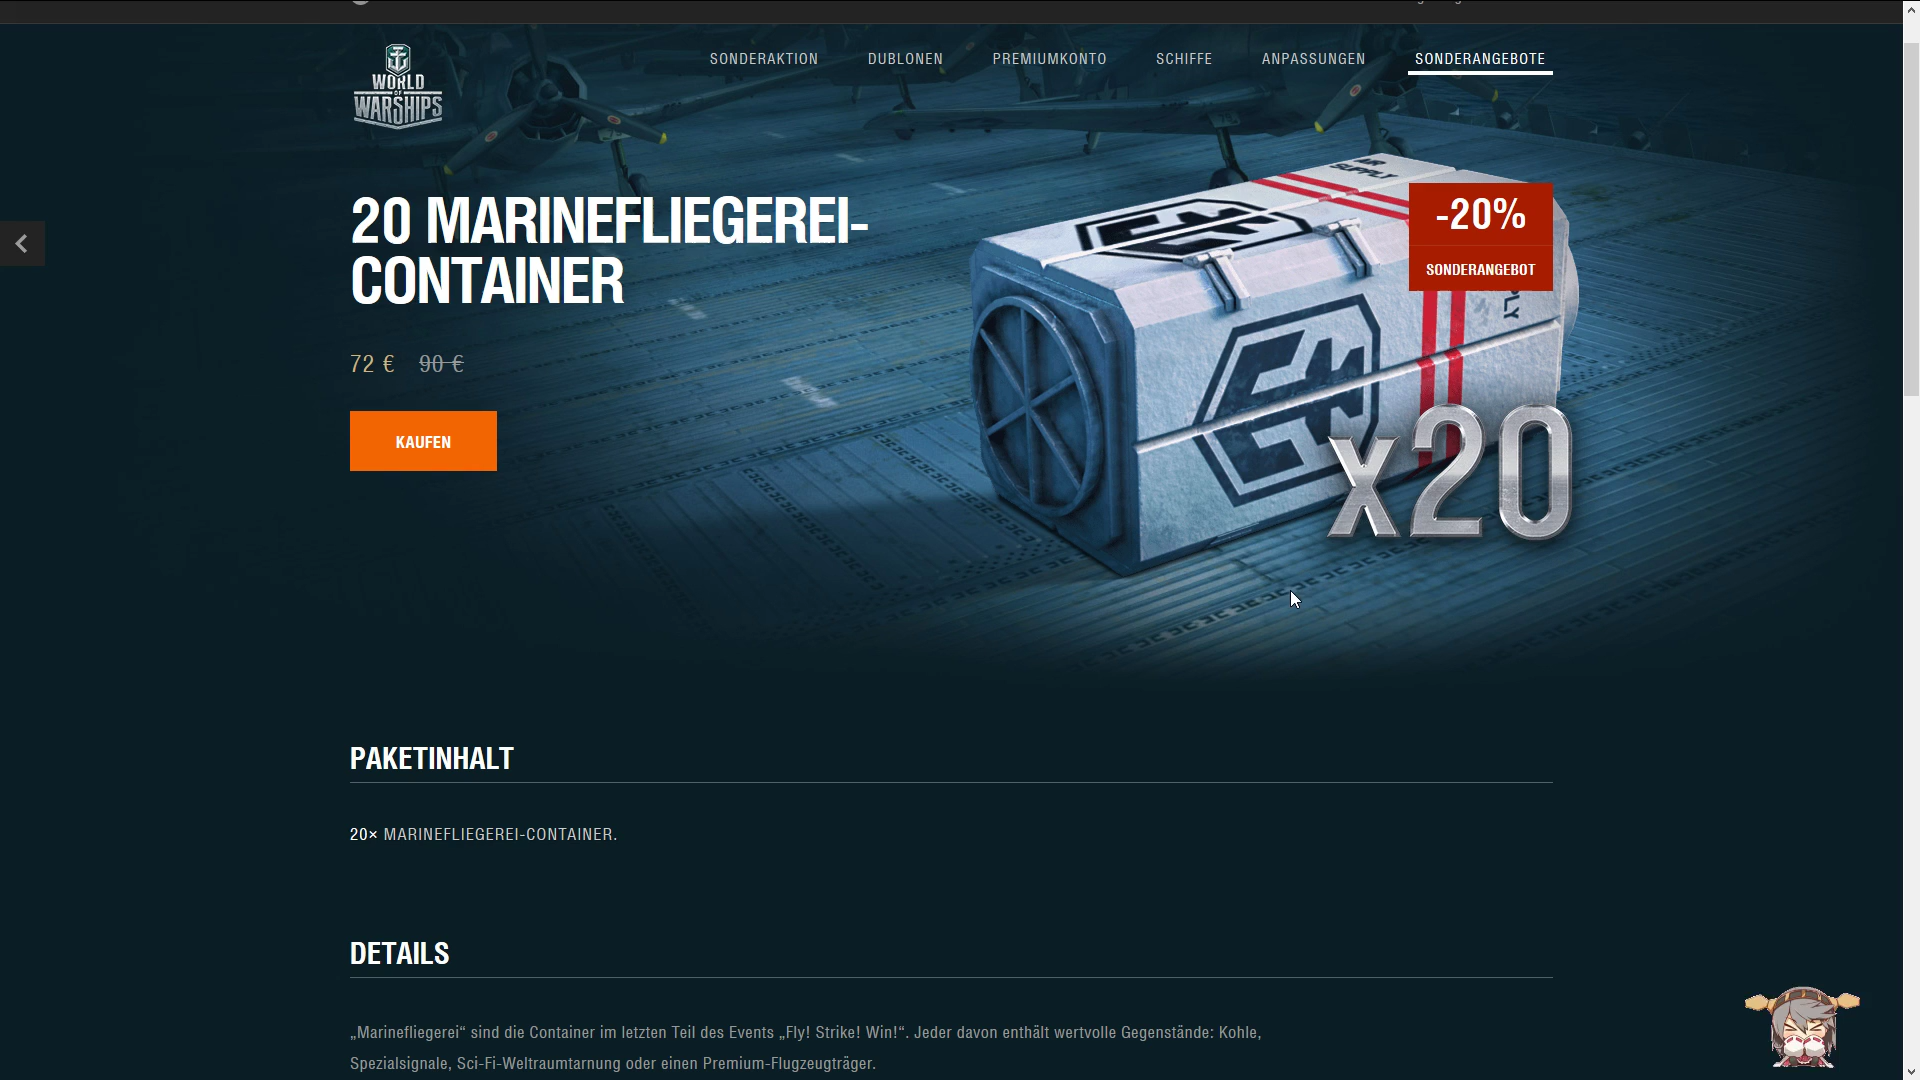 WORLD
OF
WARSHIPS
SONDERAKTION
DUBLONEN
PREMIUMKONTO
SCHIFFE
ANPASSUNGEN
SONDERANGEBOTE
AIR
SUPPLY
-20%
SONDERANGEBOT
20 MARINEFLIEGEREI-
CONTAINER
72 € 90 €
KAUFEN
x20
PAKETINHALT
20× MARINEFLIEGEREI-CONTAINER.
DETAILS
„Marinefliegerei“ sind die Container im letzten Teil des Events „Fly! Strike! Win!“. Jeder davon enthält wertvolle Gegenstände: Kohle,
Spezialsignale, Sci-Fi-Weltraumtarnung oder einen Premium-Flugzeugträger.